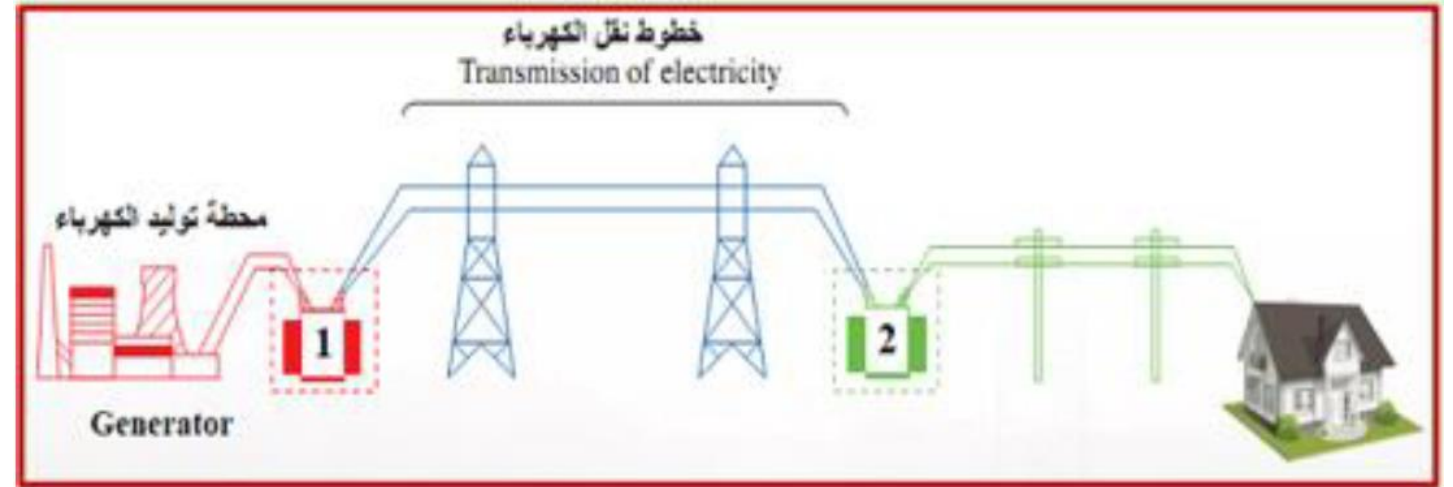 خطوط نقل الكهرباء
Transmission of electricity
محطة توليد الكهرباء
1
2
Generator